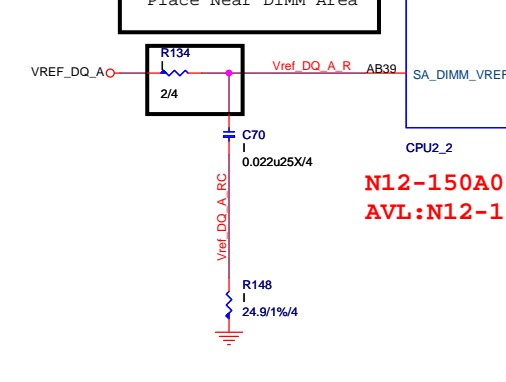 Place Near DIMM Area
R134
VREF_DQ_A
Vref_DQ_A_R
AB39
SA_DIMM_VREF
2/4
C70
0.022u25X/4
CPU2_2
Vref_DQ_A_RC
N12-150A0
AVL:N12-1
R148
24.9/1%/4